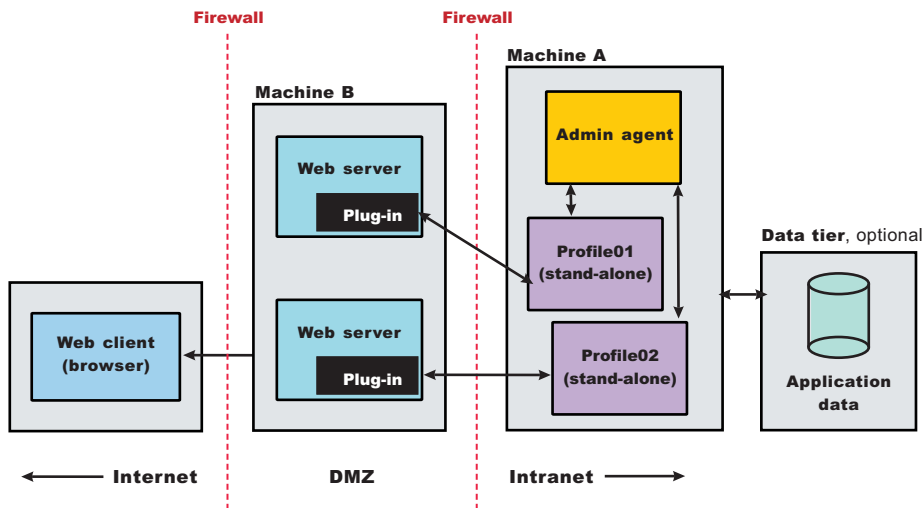 Firewall
Firewall
Machine A
Machine B
Admin agent
Web server
Plug-in
Profile01
(stand-alone)
Data tier, optional
Web server
Plug-in
Profile02
(stand-alone)
Web client
(browser)
Application
data
Internet
DMZ
Intranet